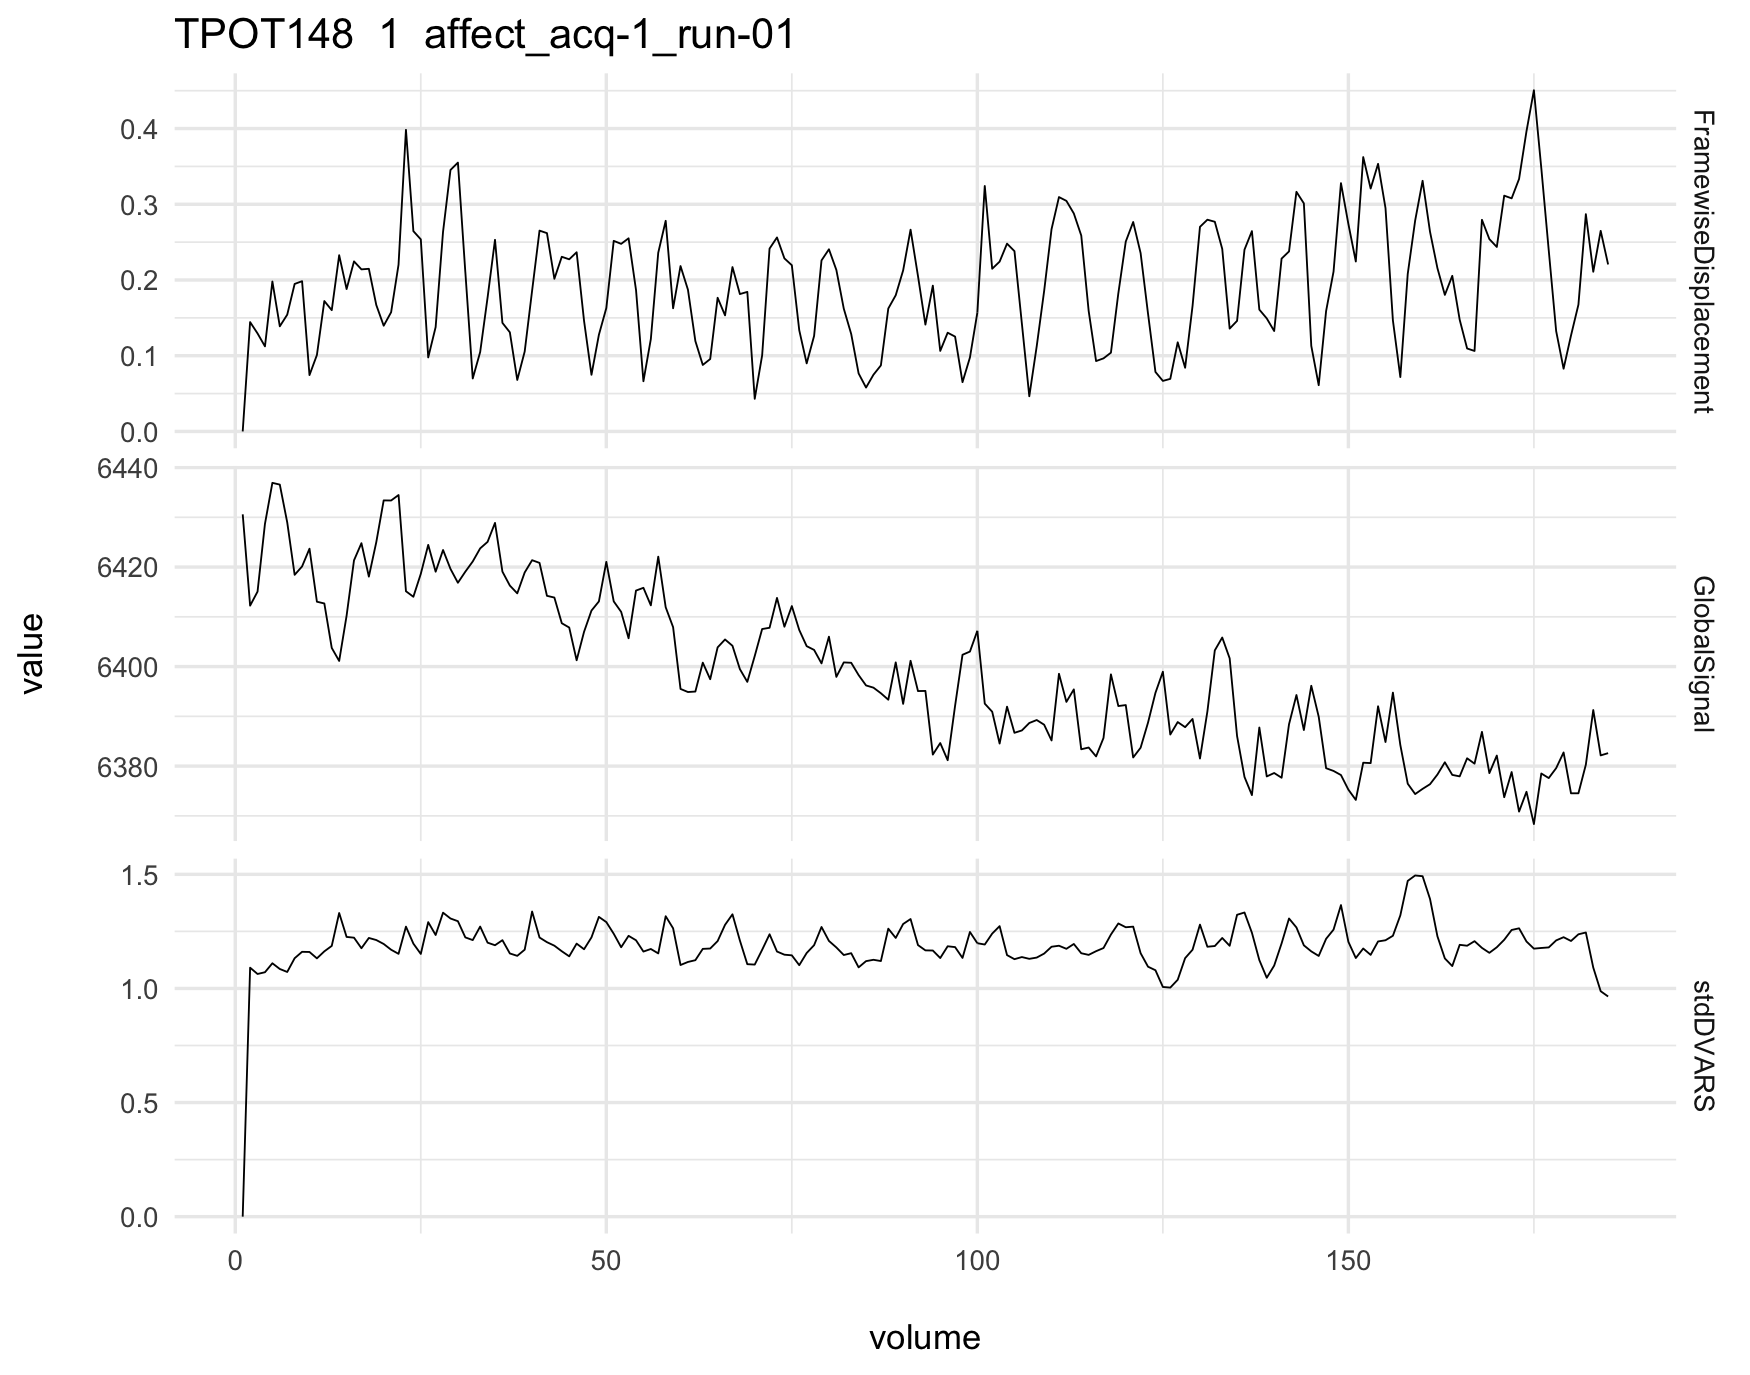 TPOT148 1 affect_acq-1_run-01
0.4
0.3
0.2
0.1
0.0
FramewiseDisplacement
6440
6420
6400
6380
GlobalSignal
value
1.5
1.0
0.5
0.0
stdDVARS
0 50 100 150
volume